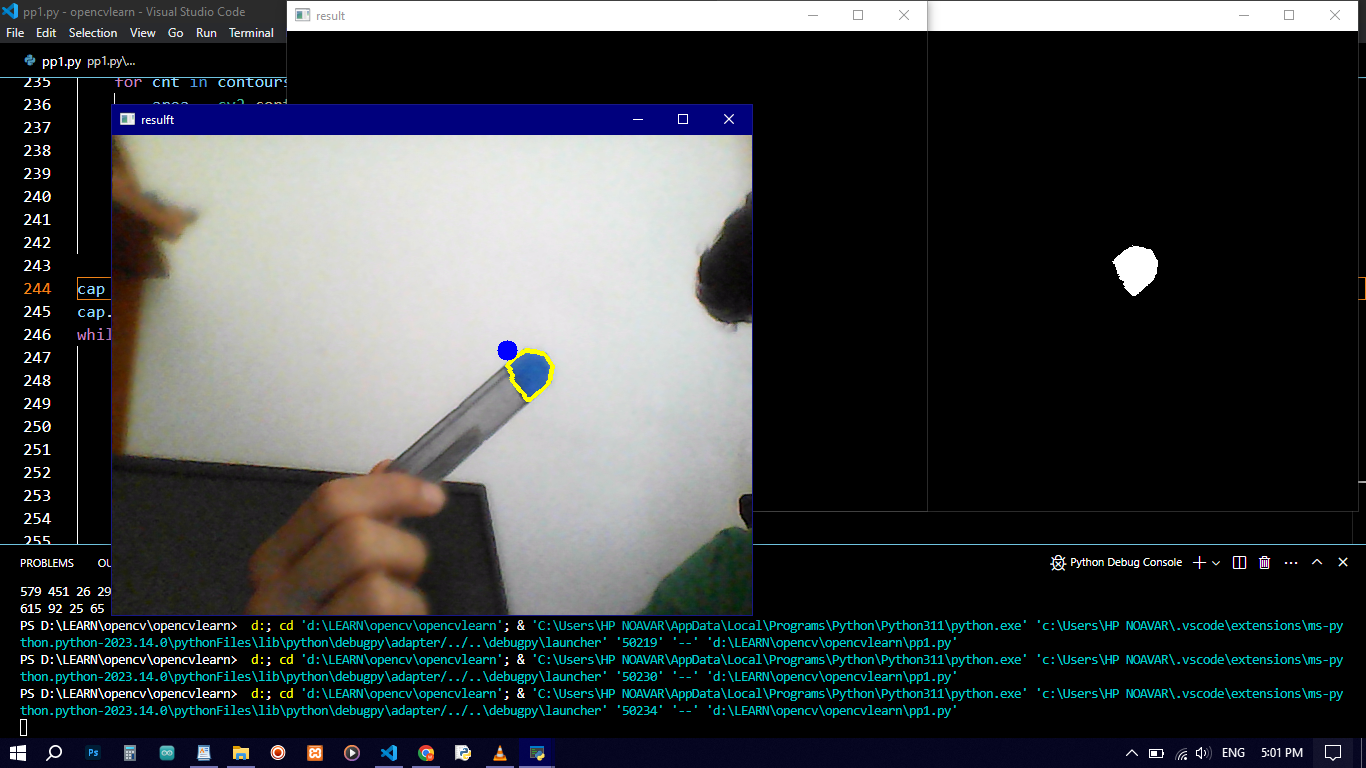 pp1.py - opencvlearn - Visual Studio Code
File Edit Selection View Go Run Terminal
pp1.py pp1.py\...
result
resulft
235 for cnt in contours
236
237
238
239
240
241
242
243
244 cap
245 cap.
246 whil
247
248
249
250
251
252
253
254
255
PROBLEMS OU
Python Debug Console
579 451 26 29
615 92 25 65
PS D:\LEARN\opencv\opencvlearn> d:; cd 'd:\LEARN\opencv\opencvlearn'; & 'C:\Users\HP NOAVAR\AppData\Local\Programs\Python\Python311\python.exe' 'c:\Users\HP NOAVAR\.vscode\extensions\ms-py
thon.python-2023.14.0\pythonFiles\lib\python\debugpy\adapter/../..\debugpy\launcher' '50219' '--' 'd:\LEARN\opencv\opencvlearn\pp1.py'
PS D:\LEARN\opencv\opencvlearn> d:; cd 'd:\LEARN\opencv\opencvlearn'; & 'C:\Users\HP NOAVAR\AppData\Local\Programs\Python\Python311\python.exe' 'c:\Users\HP NOAVAR\.vscode\extensions\ms-py
thon.python-2023.14.0\pythonFiles\lib\python\debugpy\adapter/../..\debugpy\launcher' '50230' '--' 'd:\LEARN\opencv\opencvlearn\pp1.py'
PS D:\LEARN\opencv\opencvlearn> d:; cd 'd:\LEARN\opencv\opencvlearn'; & 'C:\Users\HP NOAVAR\AppData\Local\Programs\Python\Python311\python.exe' 'c:\Users\HP NOAVAR\.vscode\extensions\ms-py
thon.python-2023.14.0\pythonFiles\lib\python\debugpy\adapter/../..\debugpy\launcher' '50234' '--' 'd:\LEARN\opencv\opencvlearn\pp1.py'
Ps
ENG 5:01 PM